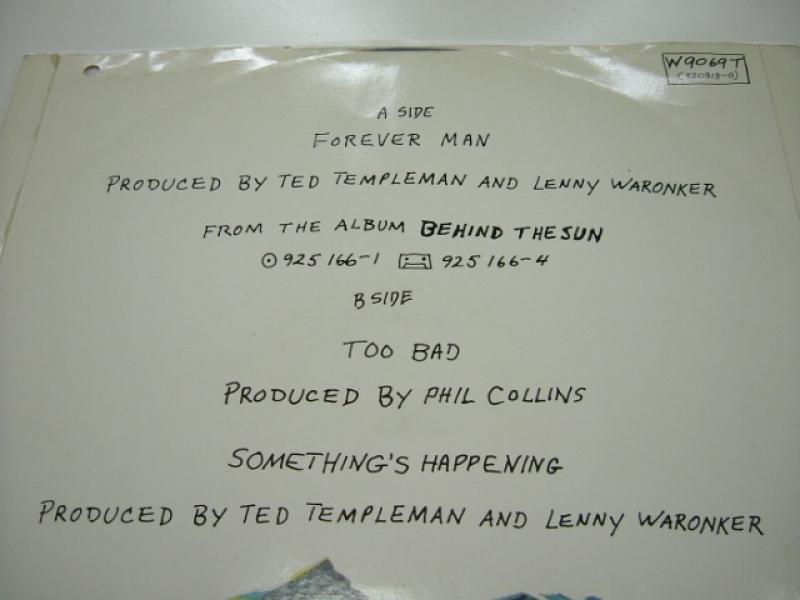 W9069T
(920313-0)
A SIDE
FOREVER MAN
PRODUCED BY TED TEMPLEMAN AND LENNY WARONKER
FROM THE ALBUM BEHIND THE SUN
925 166-1 925 166-4
B SIDE
TOO BAD
PRODUCED BY PHIL COLLINS
SOMETHING'S HAPPENING
PRODUCED BY TED TEMPLEMAN AND LENNY WARONKER